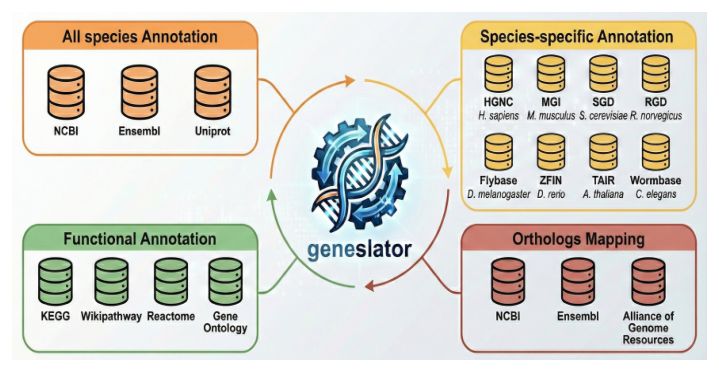 All species Annotation
NCBI
Ensembl
Uniprot
Species-specific Annotation
HGNC
H. sapiens
MGI
M. musculus
SGD
S. cerevisiae
RGD
R. norvegicus
Flybase
D. melanogaster
ZFIN
D. rerio
TAIR
A. thaliana
Wormbase
C. elegans
geneslator
Functional Annotation
KEGG
Wikipathway
Reactome
Gene
Ontology
Orthologs Mapping
NCBI
Ensembl
Alliance of
Genome
Resources